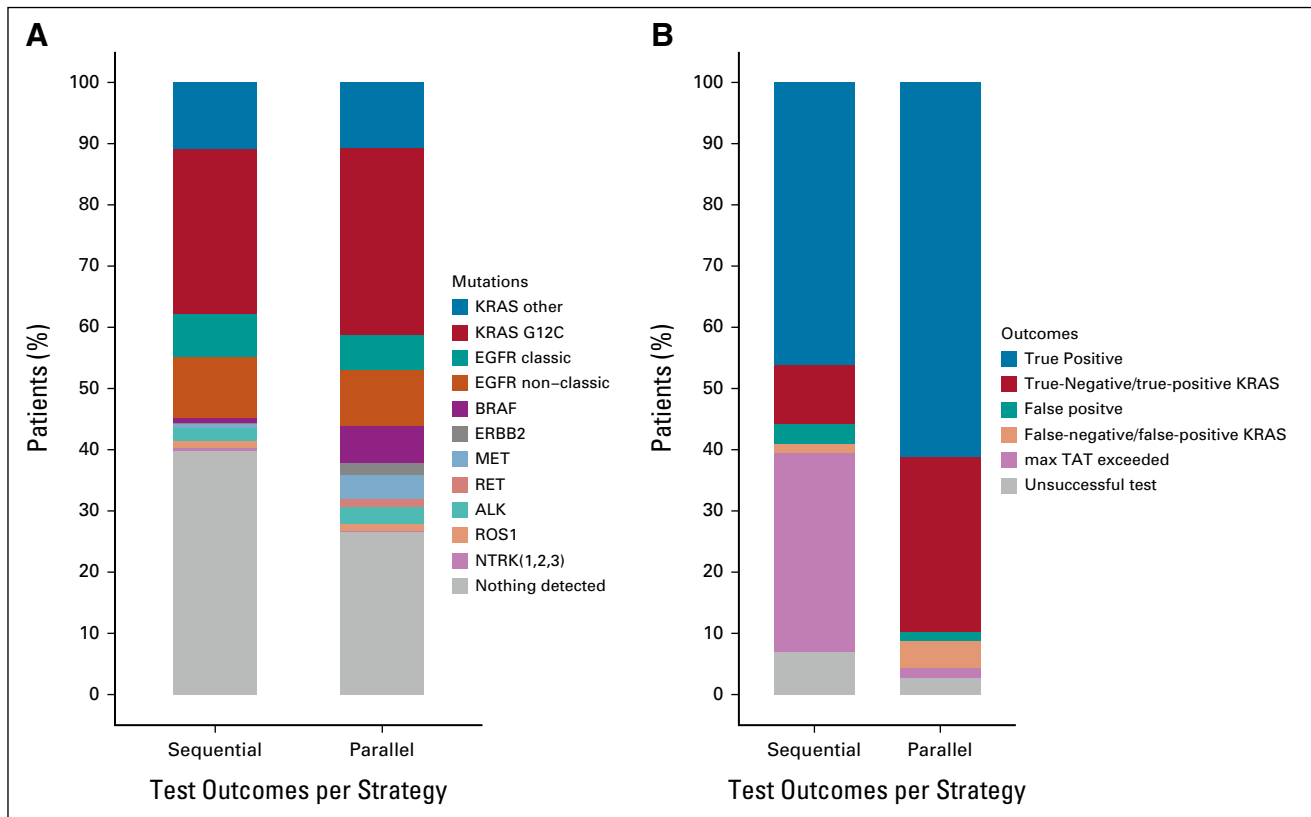 A
100
90
80
70
60
50
40
30
20
10
0
Patients (%)
Sequential
Parallel
Test Outcomes per Strategy
Mutations
KRAS other
KRAS G12C
EGFR classic
EGFR non–classic
BRAF
ERBB2
MET
RET
ALK
ROS1
NTRK(1,2,3)
Nothing detected
B
100
90
80
70
60
50
40
30
20
10
0
Patients (%)
Sequential
Parallel
Test Outcomes per Strategy
Outcomes
True Positive
True-Negative/true-positive KRAS
False positve
False-negative/false-positive KRAS
max TAT exceeded
Unsuccessful test